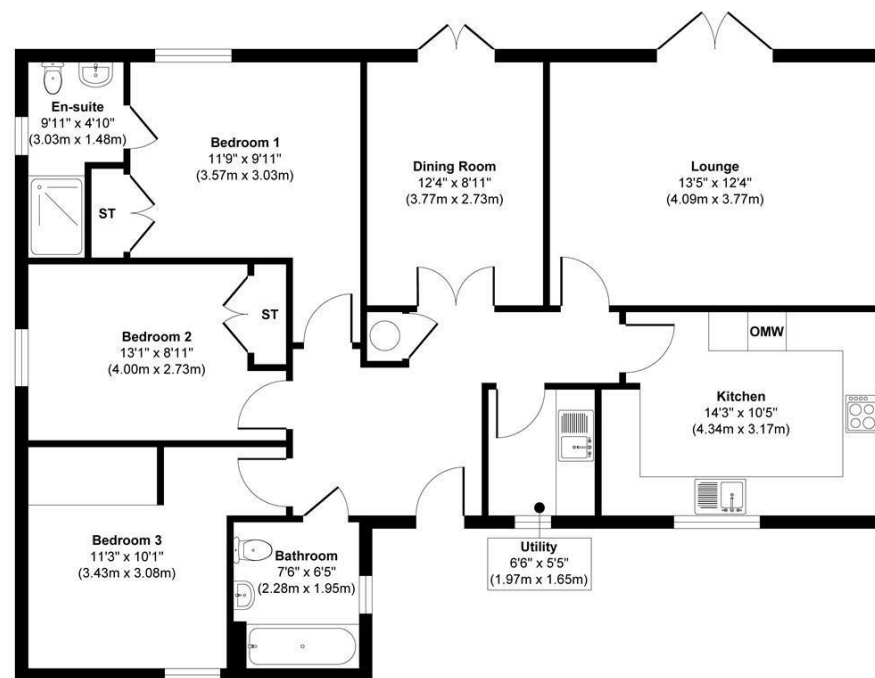 En-suite
9'11" x 4'10"
(3.03m x 1.48m)
Bedroom 1
11'9" x 9'11"
(3.57m x 3.03m)
ST
Dining Room
12'4" x 8'11"
(3.77m x 2.73m)
Lounge
13'5" x 12'4"
(4.09m x 3.77m)
Bedroom 2
13'1" x 8'11"
(4.00m x 2.73m)
ST
OMW
Kitchen
14'3" x 10'5"
(4.34m x 3.17m)
Bedroom 3
11'3" x 10'1"
(3.43m x 3.08m)
Bathroom
7'6" x 6'5"
(2.28m x 1.95m)
Utility
6'6" x 5'5"
(1.97m x 1.65m)